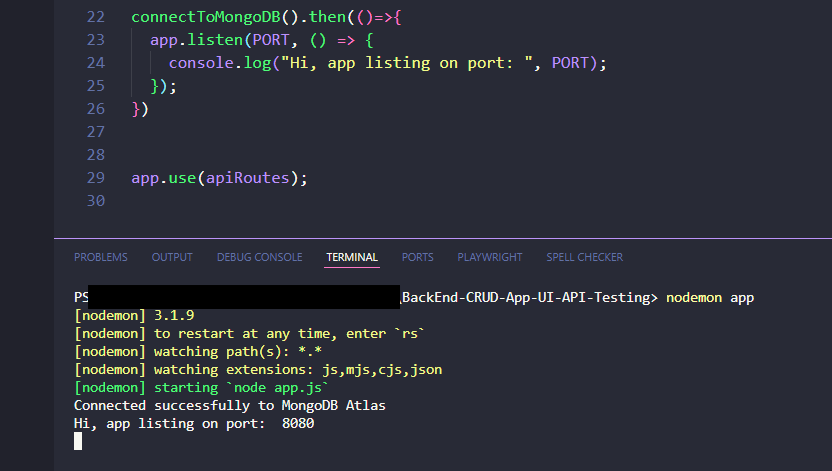 22 connectToMongoDB().then(()=>{
23 app.listen(PORT, () => {
24 console.log("Hi, app listing on port: ", PORT);
25 });
26 })
27
28
29 app.use(apiRoutes);
30
PROBLEMS OUTPUT DEBUG CONSOLE TERMINAL PORTS PLAYWRIGHT SPELL CHECKER
PS \BackEnd-CRUD-App-UI-API-Testing> nodemon app
[nodemon] 3.1.9
[nodemon] to restart at any time, enter `rs`
[nodemon] watching path(s): *.*
[nodemon] watching extensions: js,mjs,cjs,json
[nodemon] starting `node app.js`
Connected successfully to MongoDB Atlas
Hi, app listing on port:  8080